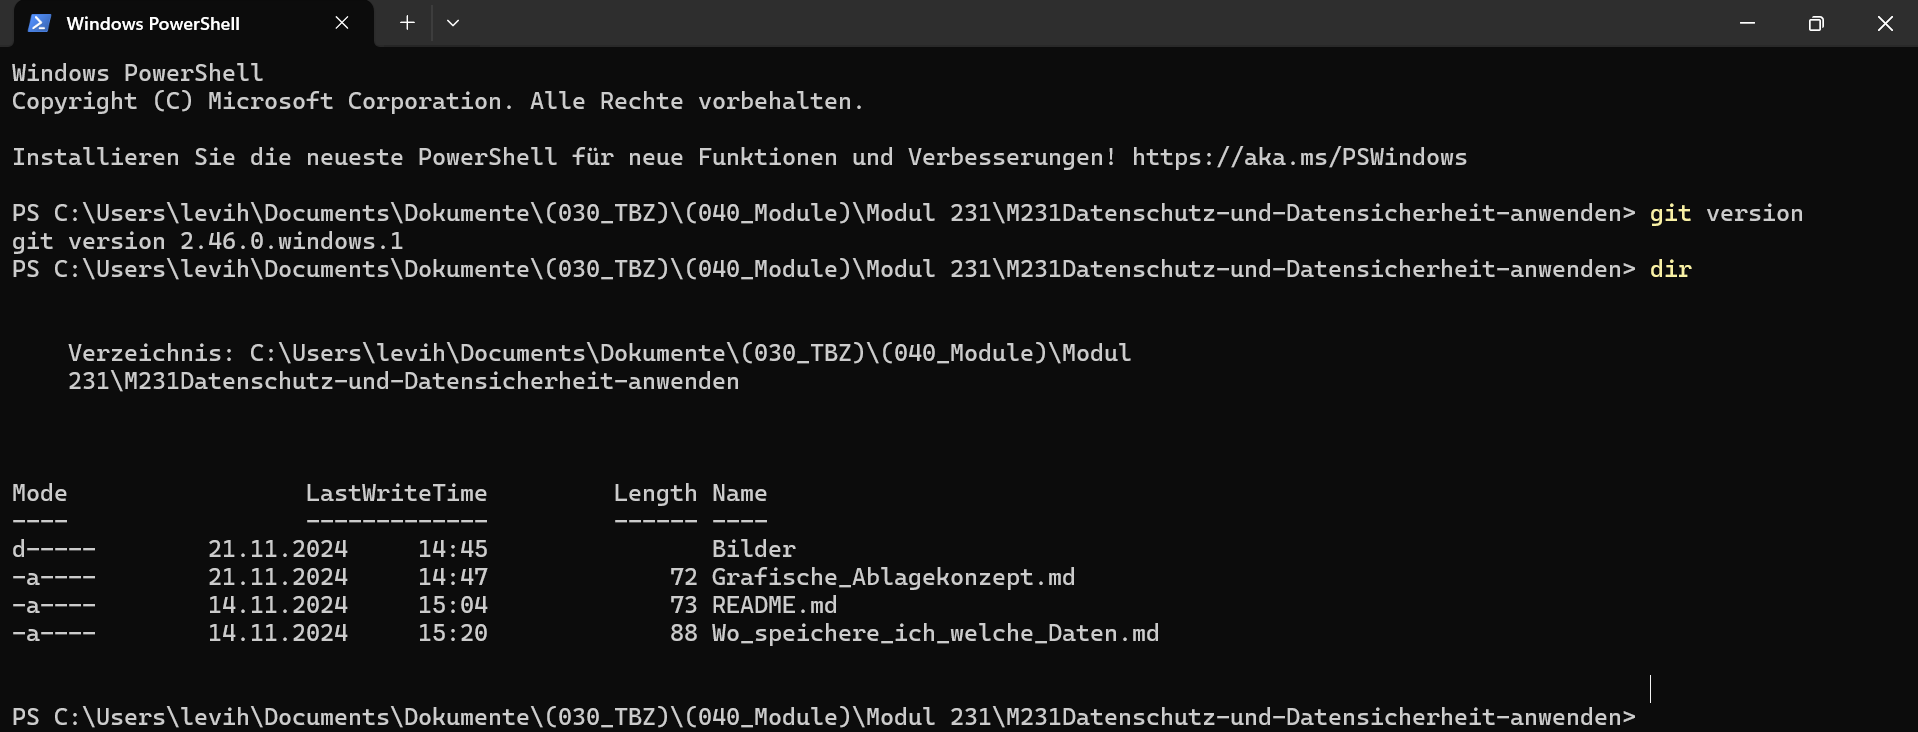 Windows PowerShell
Windows PowerShell
Copyright (C) Microsoft Corporation. Alle Rechte vorbehalten.
Installieren Sie die neueste PowerShell für neue Funktionen und Verbesserungen! https://aka.ms/PSWindows
PS C:\Users\levih\Documents\Dokumente\(030_TBZ)\(040_Module)\Modul 231\M231Datenschutz-und-Datensicherheit-anwenden> git version
git version 2.46.0.windows.1
PS C:\Users\levih\Documents\Dokumente\(030_TBZ)\(040_Module)\Modul 231\M231Datenschutz-und-Datensicherheit-anwenden> dir
Verzeichnis: C:\Users\levih\Documents\Dokumente\(030_TBZ)\(040_Module)\Modul
231\M231Datenschutz-und-Datensicherheit-anwenden
Mode LastWriteTime Length Name
---- ------------- ------ ----
d----- 21.11.2024 14:45 Bilder
-a---- 21.11.2024 14:47 72 Grafische_Ablagekonzept.md
-a---- 14.11.2024 15:04 73 README.md
-a---- 14.11.2024 15:20 88 Wo_speichere_ich_welche_Daten.md
PS C:\Users\levih\Documents\Dokumente\(030_TBZ)\(040_Module)\Modul 231\M231Datenschutz-und-Datensicherheit-anwenden>